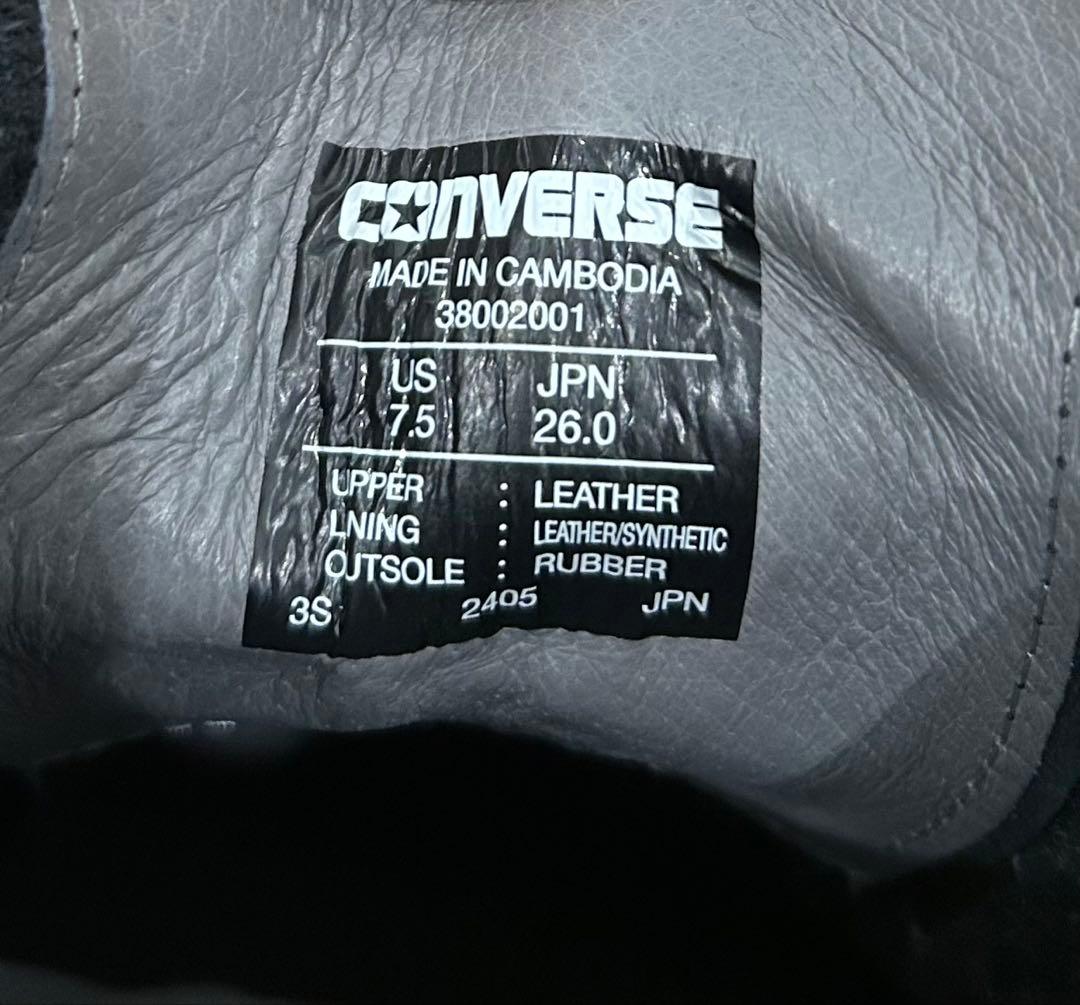 CONVERSE
MADE IN CAMBODIA
38002001
US JPN
7.5 26.0
UPPER : LEATHER
LNING : LEATHER/SYNTHETIC
OUTSOLE : RUBBER
3S 2405 JPN